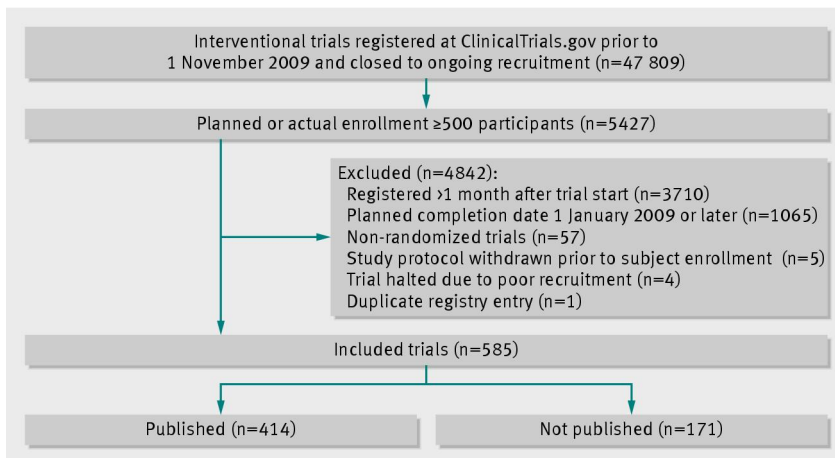 Interventional trials registered at ClinicalTrials.gov prior to
1 November 2009 and closed to ongoing recruitment (n=47 809)
Planned or actual enrollment ≥500 participants (n=5427)
Excluded (n=4842):
Registered >1 month after trial start (n=3710)
Planned completion date 1 January 2009 or later (n=1065)
Non-randomized trials (n=57)
Study protocol withdrawn prior to subject enrollment (n=5)
Trial halted due to poor recruitment (n=4)
Duplicate registry entry (n=1)
Included trials (n=585)
Published (n=414)
Not published (n=171)